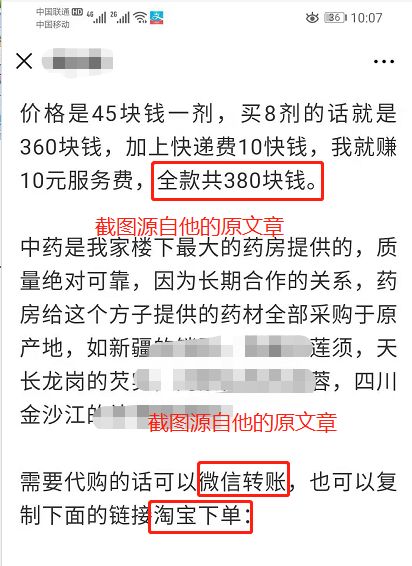 中国联通HD 4G 2G
中国移动
36 10:07
价格是45块钱一剂，买8剂的话就是
360块钱，加上快递费10快钱，我就赚
10元服务费，全款共380块钱。
截图源自他的原文章
中药是我家楼下最大的药房提供的，质
量绝对可靠，因为长期合作的关系，药
房给这个方子提供的药材全部采购于原
产地，如新疆的 莲须，天
长龙岗的芡 蓉，四川
金沙江的
截图源自他的原文章
需要代购的话可以微信转账，也可以复
制下面的链接淘宝下单：